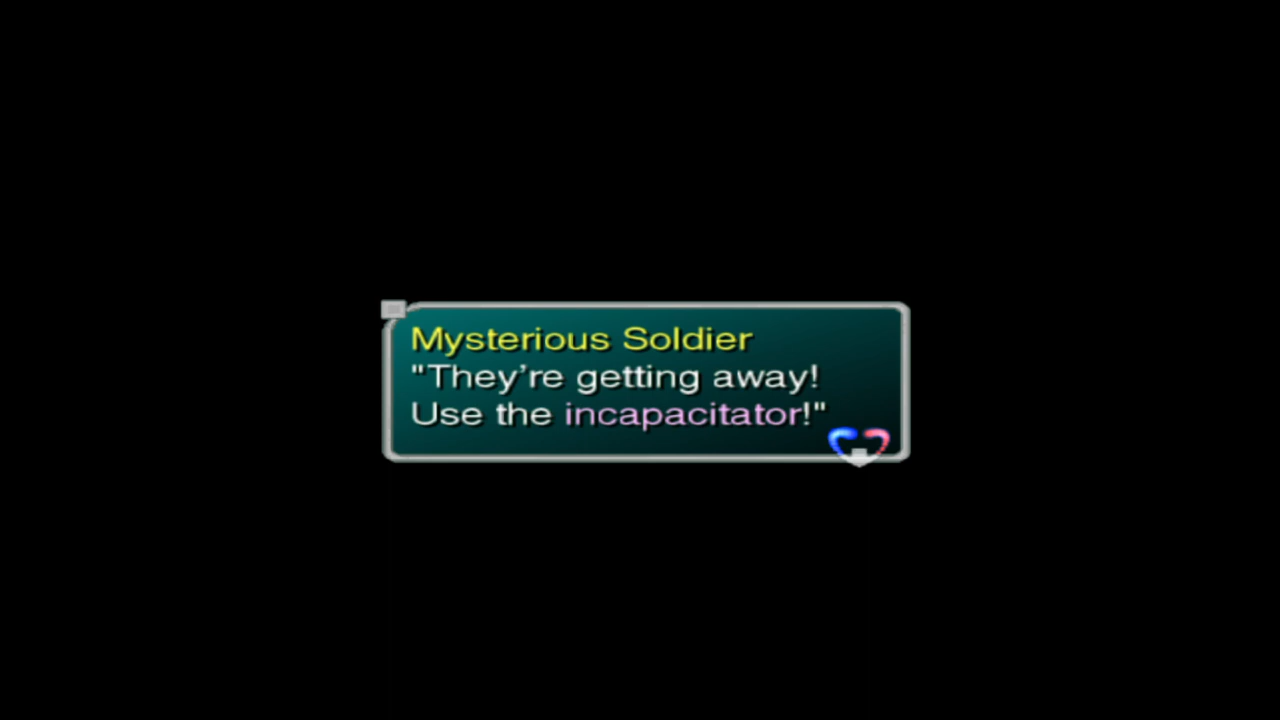 Mysterious Soldier
"They’re getting away!
Use the incapacitator!"